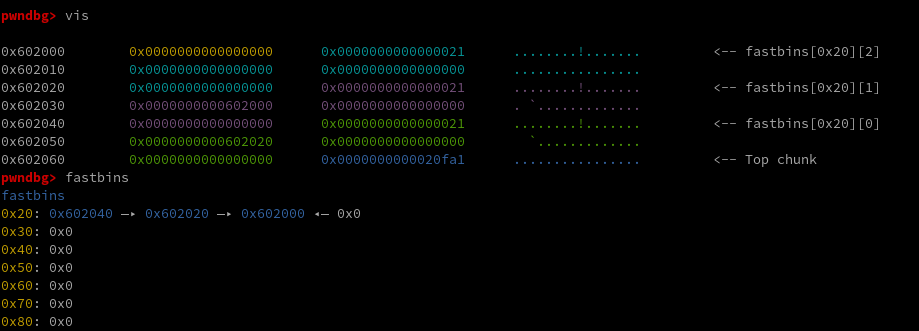 pwndbg> vis
0x602000 0x0000000000000000 0x0000000000000021 ........!....... <-- fastbins[0x20][2]
0x602010 0x0000000000000000 0x0000000000000000 ................
0x602020 0x0000000000000000 0x0000000000000021 ........!....... <-- fastbins[0x20][1]
0x602030 0x0000000000602000 0x0000000000000000 . `.............
0x602040 0x0000000000000000 0x0000000000000021 ........!....... <-- fastbins[0x20][0]
0x602050 0x0000000000602020 0x0000000000000000   `.............
0x602060 0x0000000000000000 0x0000000000020fa1 ................ <-- Top chunk
pwndbg> fastbins
fastbins
0x20: 0x602040 —▸ 0x602020 —▸ 0x602000 ◂— 0x0
0x30: 0x0
0x40: 0x0
0x50: 0x0
0x60: 0x0
0x70: 0x0
0x80: 0x0